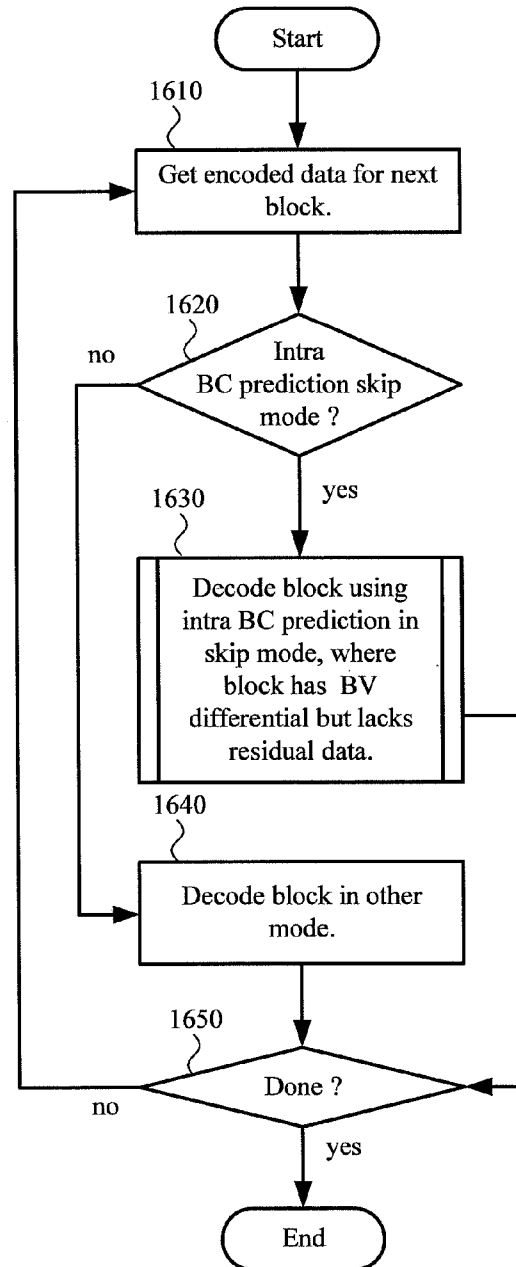 Start
1610
Get encoded data for next
block.
1620
no
Intra
BC prediction skip
mode ?
yes
1630
Decode block using
intra BC prediction in
skip mode, where
block has BV
differential but lacks
residual data.
1640
Decode block in other
mode.
1650
Done ?
no
yes
End